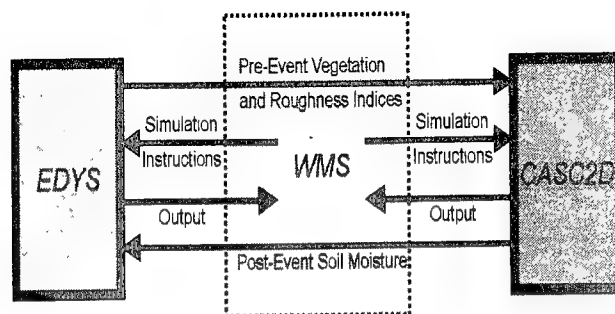 Pre-Event Vegetation
and Roughness Indices
Simulation
Instructions
EDYS
WMS
Simulation
Instructions
CASC2D
Output
Output
Post-Event Soil Moisture